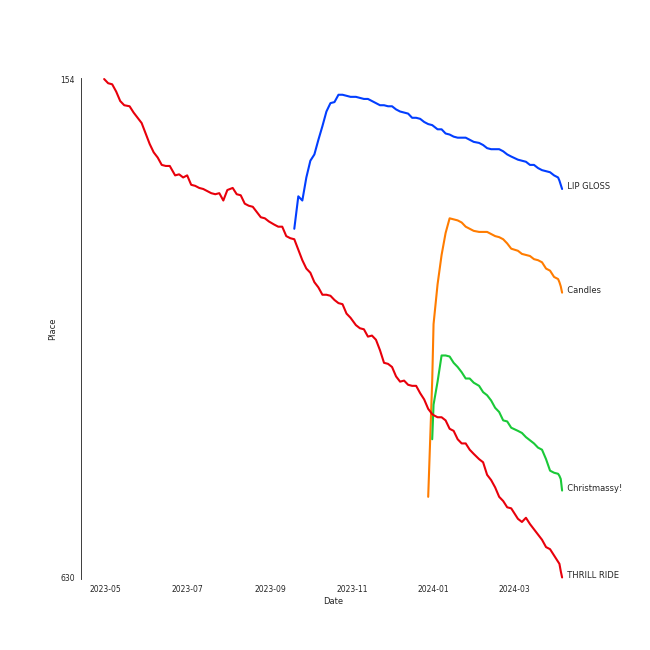 154
LIP GLOSS
Candles
Place
Christmassy!
THRILL RIDE
630
2023-05 2023-07 2023-09 2023-11 2024-01 2024-03
Date